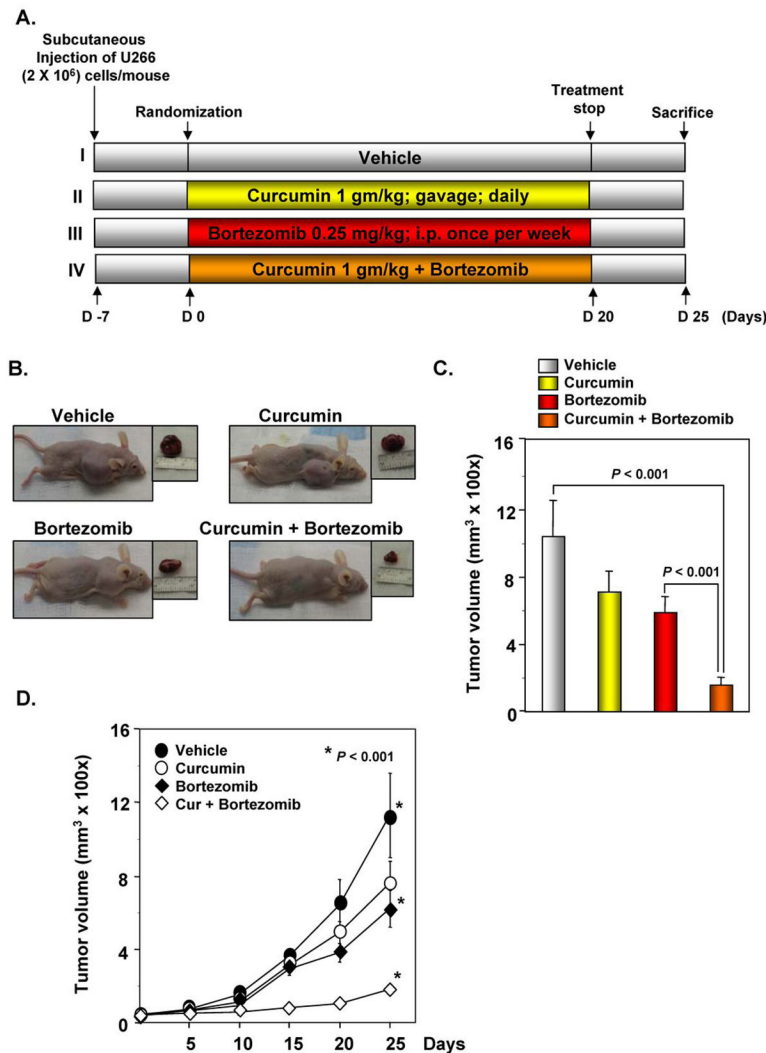 A.
Subcutaneous
Injection of U266
(2 X 10⁶) cells/mouse
Randomization
Treatment
stop
Sacrifice
I
Vehicle
II
Curcumin 1 gm/kg; gavage; daily
III
Bortezomib 0.25 mg/kg; i.p. once per week
IV
Curcumin 1 gm/kg + Bortezomib
D -7
D 0
D 20
D 25
(Days)
B.
Vehicle
Curcumin
Bortezomib
Curcumin + Bortezomib
C.
Vehicle
Curcumin
Bortezomib
Curcumin + Bortezomib
Tumor volume (mm³ x 100x)
16
12
8
4
0
P < 0.001
P < 0.001
D.
Tumor volume (mm³ x 100x)
16
12
8
4
0
Vehicle
Curcumin
Bortezomib
Cur + Bortezomib
* P < 0.001
*
*
*
5
10
15
20
25
Days